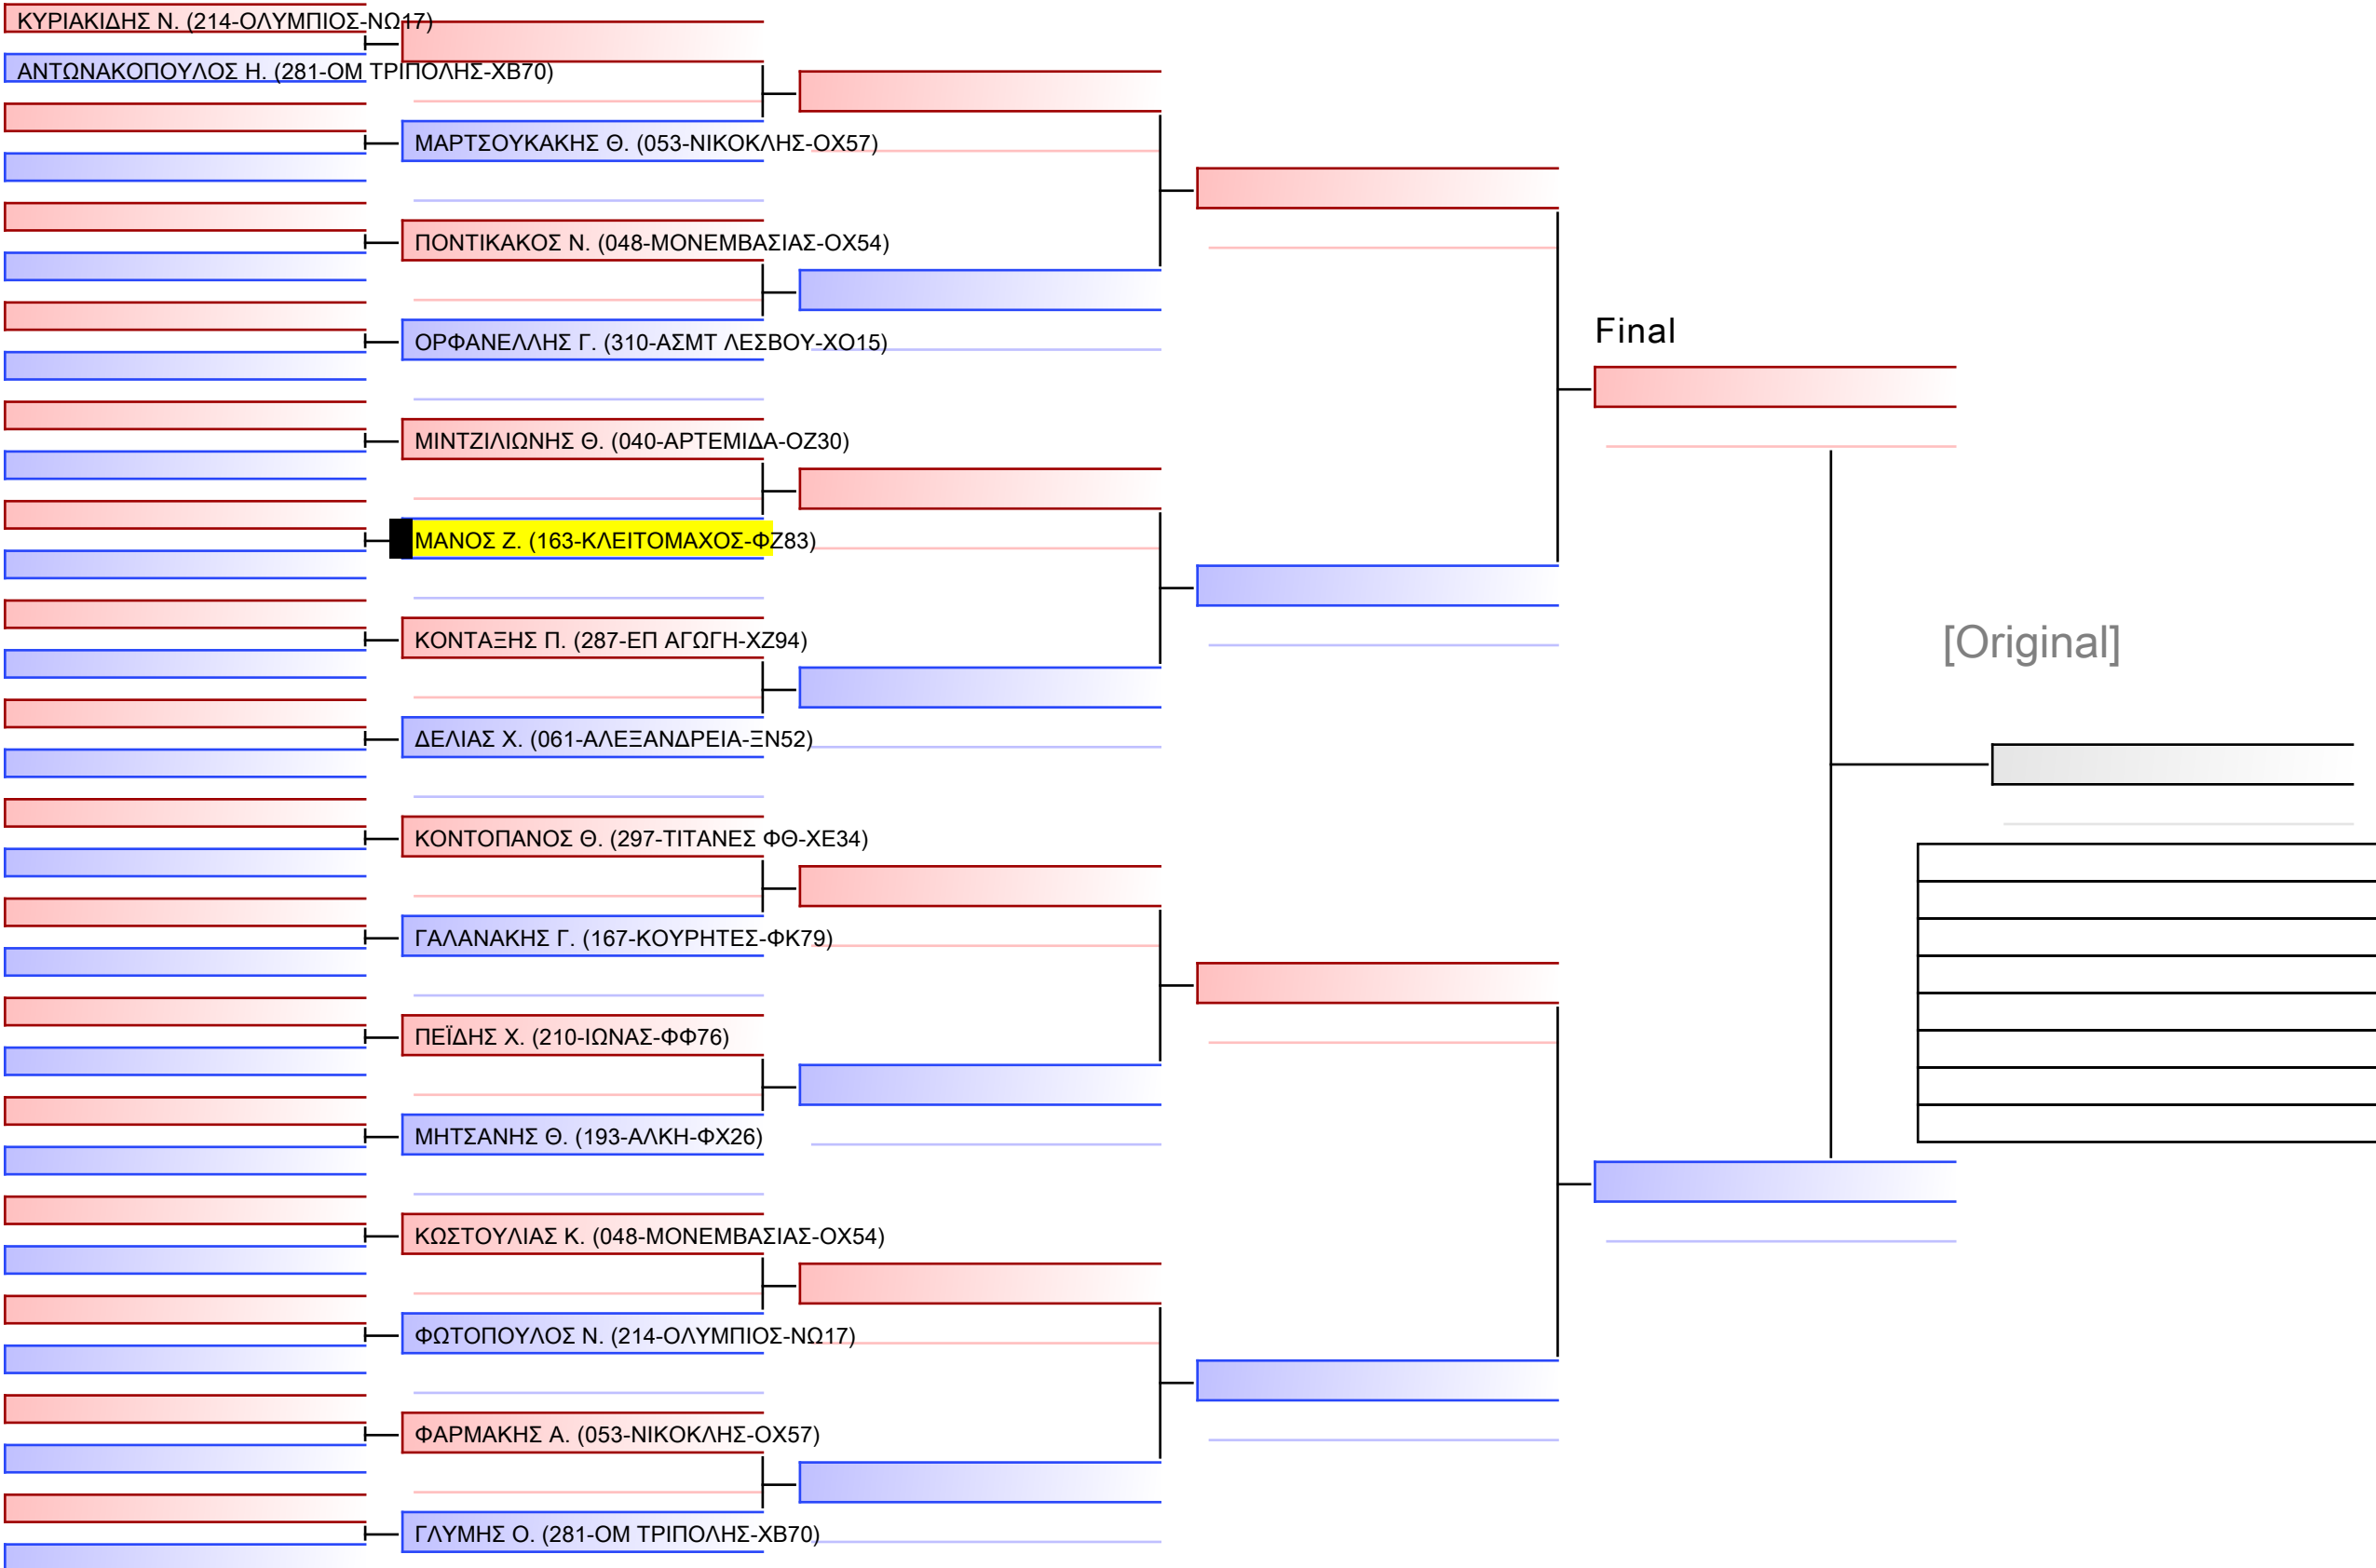 ΚΥΡΙΑΚΙΔΗΣ Ν. (214-ΟΛΥΜΠΙΟΣ-ΝΩ17)
ΑΝΤΩΝΑΚΟΠΟΥΛΟΣ Η. (281-ΟΜ ΤΡΙΠΟΛΗΣ-ΧΒ70)
ΜΑΡΤΣΟΥΚΑΚΗΣ Θ. (053-ΝΙΚΟΚΛΗΣ-ΟΧ57)
ΠΟΝΤΙΚΑΚΟΣ Ν. (048-ΜΟΝΕΜΒΑΣΙΑΣ-ΟΧ54)
ΟΡΦΑΝΕΛΛΗΣ Γ. (310-ΑΣΜΤ ΛΕΣΒΟΥ-ΧΟ15)
Final
ΜΙΝΤΖΙΛΙΩΝΗΣ Θ. (040-ΑΡΤΕΜΙΔΑ-ΟΖ30)
ΜΑΝΟΣ Ζ. (163-ΚΛΕΙΤΟΜΑΧΟΣ-ΦΖ83)
ΚΟΝΤΑΞΗΣ Π. (287-ΕΠ ΑΓΩΓΗ-ΧΖ94)
[Original]
ΔΕΛΙΑΣ Χ. (061-ΑΛΕΞΑΝΔΡΕΙΑ-ΞΝ52)
ΚΟΝΤΟΠΑΝΟΣ Θ. (297-ΤΙΤΑΝΕΣ ΦΘ-ΧΕ34)
ΓΑΛΑΝΑΚΗΣ Γ. (167-ΚΟΥΡΗΤΕΣ-ΦΚ79)
ΠΕΪΔΗΣ Χ. (210-ΙΩΝΑΣ-ΦΦ76)
ΜΗΤΣΑΝΗΣ Θ. (193-ΑΛΚΗ-ΦΧ26)
ΚΩΣΤΟΥΛΙΑΣ Κ. (048-ΜΟΝΕΜΒΑΣΙΑΣ-ΟΧ54)
ΦΩΤΟΠΟΥΛΟΣ Ν. (214-ΟΛΥΜΠΙΟΣ-ΝΩ17)
ΦΑΡΜΑΚΗΣ Α. (053-ΝΙΚΟΚΛΗΣ-ΟΧ57)
ΓΛΥΜΗΣ Ο. (281-ΟΜ ΤΡΙΠΟΛΗΣ-ΧΒ70)